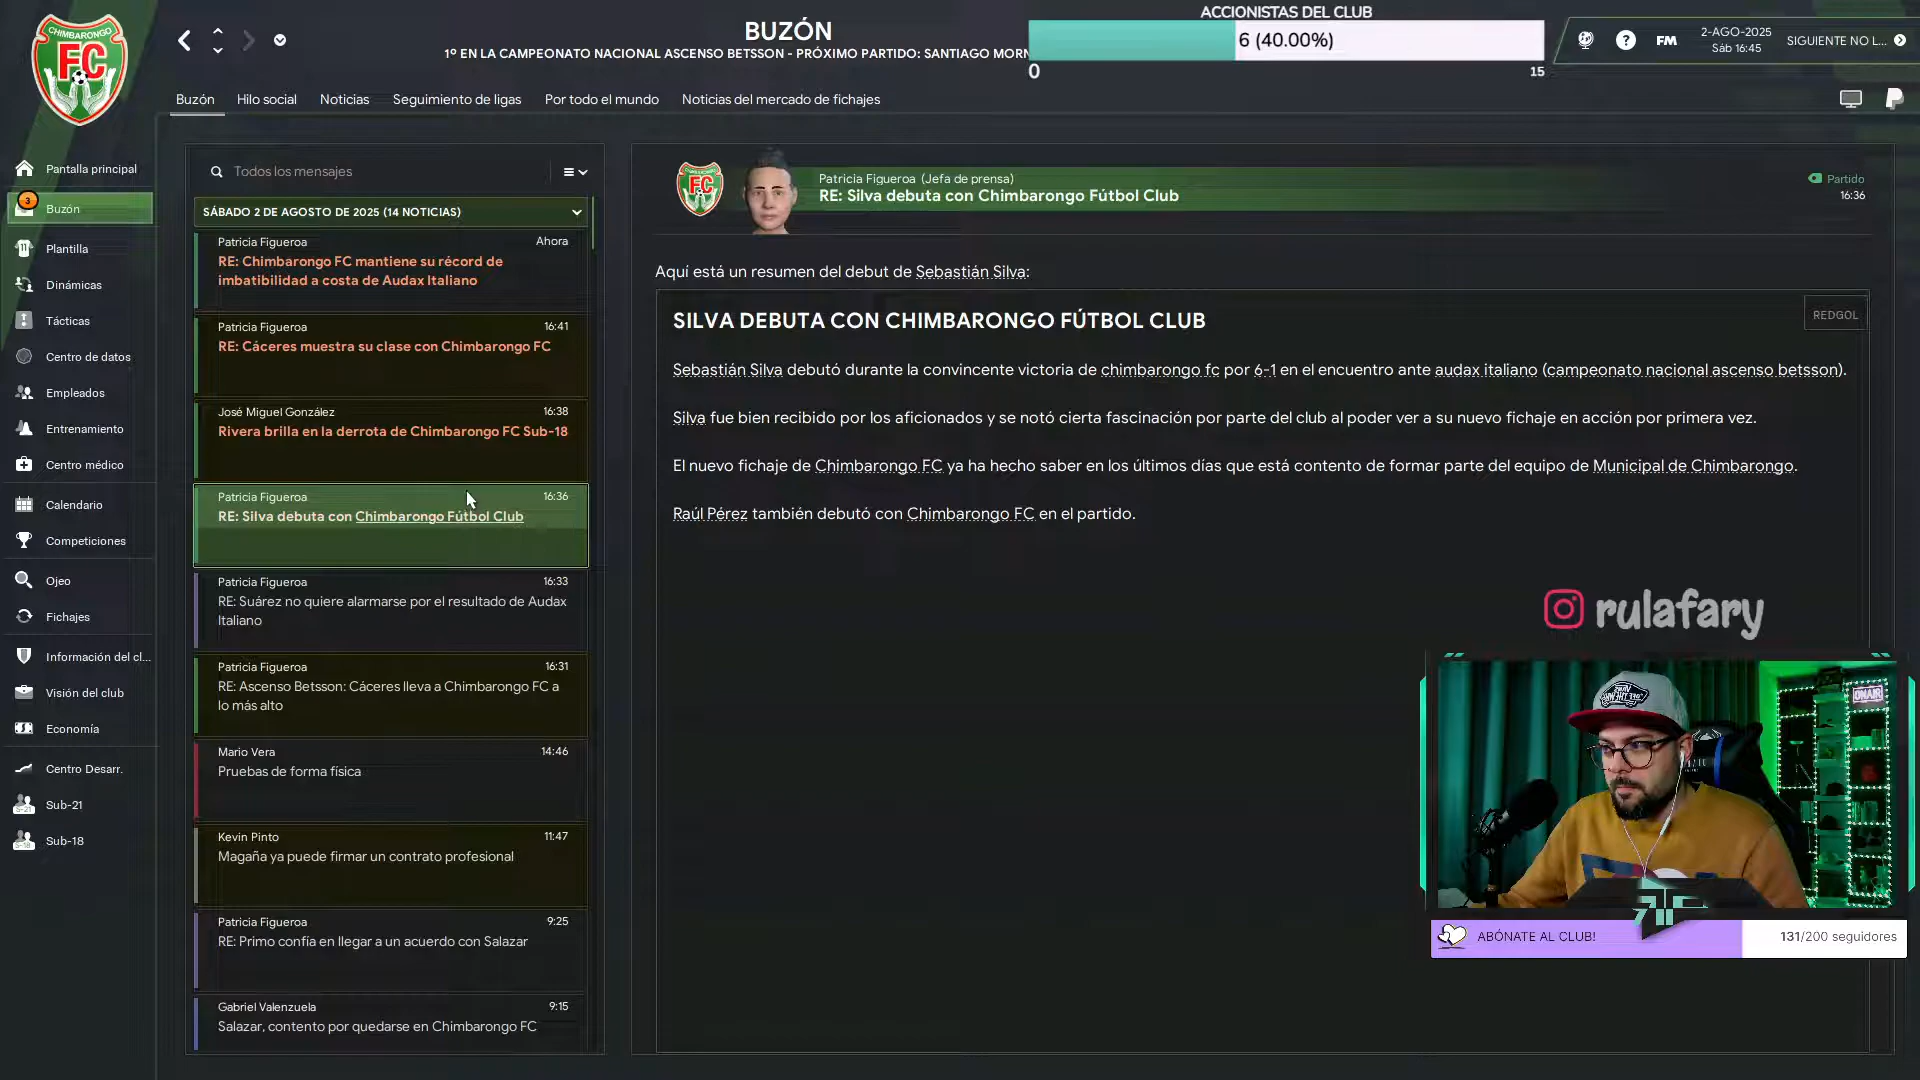 CHIMBARONGO
FC
BUZÓN
1º EN LA CAMPEONATO NACIONAL ASCENSO BETSSON - PRÓXIMO PARTIDO: SANTIAGO MORN
ACCIONISTAS DEL CLUB
6 (40.00%)
0
15
FM
2-AGO-2025
Sáb 16:45
SIGUIENTE NO L...
Buzón
Hilo social
Noticias
Seguimiento de ligas
Por todo el mundo
Noticias del mercado de fichajes
Pantalla principal
3
Buzón
Plantilla
Dinámicas
Tácticas
Centro de datos
Empleados
Entrenamiento
Centro médico
Calendario
Competiciones
Ojeo
Fichajes
Información del cl...
Visión del club
Economía
Centro Desarr.
Sub-21
Sub-18
Todos los mensajes
SÁBADO 2 DE AGOSTO DE 2025 (14 NOTICIAS)
Patricia Figueroa
Ahora
RE: Chimbarongo FC mantiene su récord de
imbatibilidad a costa de Audax Italiano
Patricia Figueroa
16:41
RE: Cáceres muestra su clase con Chimbarongo FC
José Miguel González
16:38
Rivera brilla en la derrota de Chimbarongo FC Sub-18
Patricia Figueroa
16:36
RE: Silva debuta con Chimbarongo Fútbol Club
Patricia Figueroa
16:33
RE: Suárez no quiere alarmarse por el resultado de Audax
Italiano
Patricia Figueroa
16:31
RE: Ascenso Betsson: Cáceres lleva a Chimbarongo FC a
lo más alto
Mario Vera
14:46
Pruebas de forma física
Kevin Pinto
11:47
Magaña ya puede firmar un contrato profesional
Patricia Figueroa
9:25
RE: Primo confía en llegar a un acuerdo con Salazar
Gabriel Valenzuela
9:15
Salazar, contento por quedarse en Chimbarongo FC
FC
Patricia Figueroa (Jefa de prensa)
RE: Silva debuta con Chimbarongo Fútbol Club
Partido
16:36
Aquí está un resumen del debut de Sebastián Silva:
SILVA DEBUTA CON CHIMBARONGO FÚTBOL CLUB
REDGOL
Sebastián Silva debutó durante la convincente victoria de chimbarongo fc por 6-1 en el encuentro ante audax italiano (campeonato nacional ascenso betsson).
Silva fue bien recibido por los aficionados y se notó cierta fascinación por parte del club al poder ver a su nuevo fichaje en acción por primera vez.
El nuevo fichaje de Chimbarongo FC ya ha hecho saber en los últimos días que está contento de formar parte del equipo de Municipal de Chimbarongo.
Raúl Pérez también debutó con Chimbarongo FC en el partido.
rulafary
ON AIR
ABÓNATE AL CLUB!
131/200 seguidores